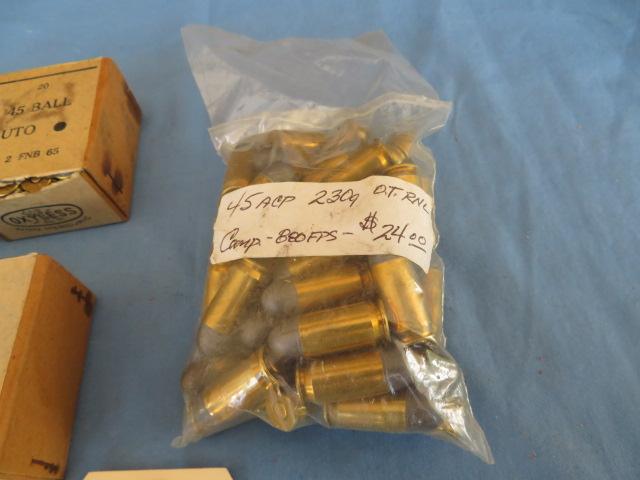 20
45 BALL
UTO
2 FNB 65
45 ACP 230g O.T. RNL
Comp. - 880 FPS - $24.00